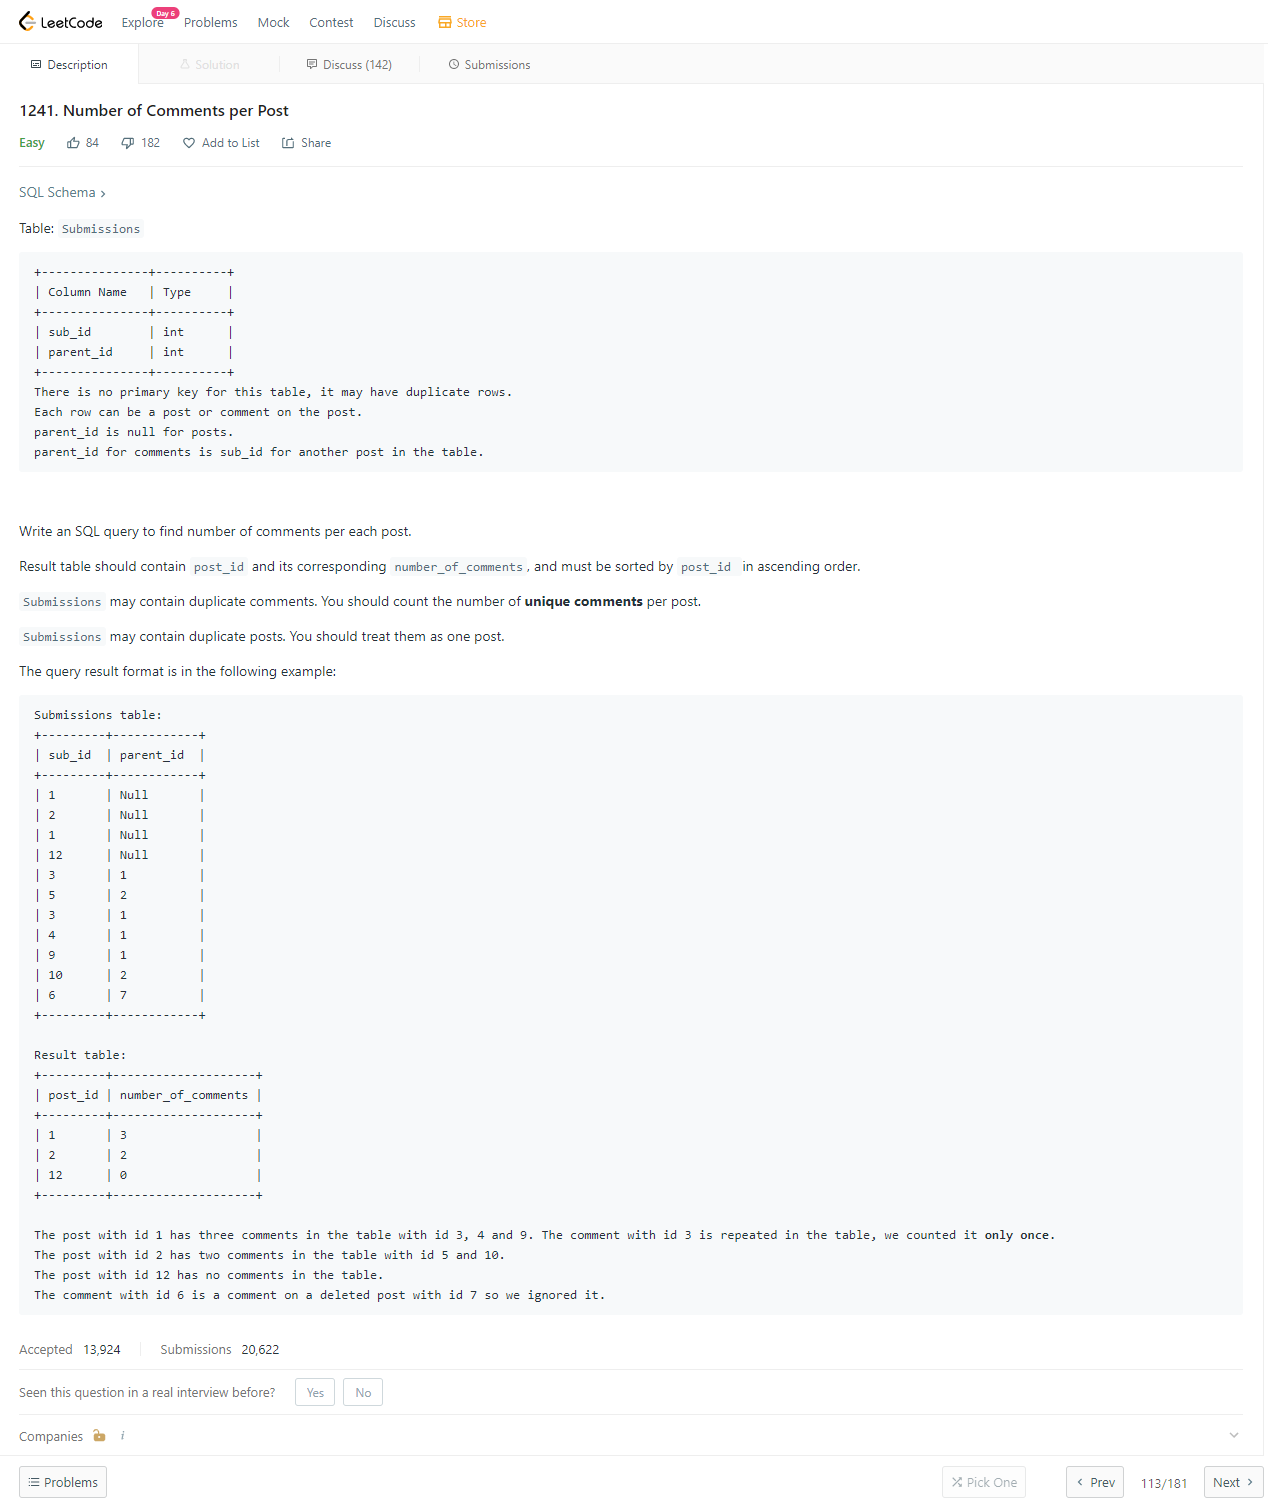 LeetCode Explore Day 6 Problems Mock Contest Discuss Store
Description Solution Discuss (142) Submissions
1241. Number of Comments per Post
Easy 84 182 Add to List Share
SQL Schema >
Table: Submissions
+---------------+----------+
| Column Name   | Type     |
+---------------+----------+
| sub_id        | int      |
| parent_id     | int      |
+---------------+----------+
There is no primary key for this table, it may have duplicate rows.
Each row can be a post or comment on the post.
parent_id is null for posts.
parent_id for comments is sub_id for another post in the table.
Write an SQL query to find number of comments per each post.
Result table should contain post_id and its corresponding number_of_comments, and must be sorted by post_id in ascending order.
Submissions may contain duplicate comments. You should count the number of unique comments per post.
Submissions may contain duplicate posts. You should treat them as one post.
The query result format is in the following example:
Submissions table:
+---------+------------+
| sub_id  | parent_id  |
+---------+------------+
| 1       | Null       |
| 2       | Null       |
| 1       | Null       |
| 12      | Null       |
| 3       | 1          |
| 5       | 2          |
| 3       | 1          |
| 4       | 1          |
| 9       | 1          |
| 10      | 2          |
| 6       | 7          |
+---------+------------+
Result table:
+---------+--------------------+
| post_id | number_of_comments |
+---------+--------------------+
| 1       | 3                  |
| 2       | 2                  |
| 12      | 0                  |
+---------+--------------------+
The post with id 1 has three comments in the table with id 3, 4 and 9. The comment with id 3 is repeated in the table, we counted it only once.
The post with id 2 has two comments in the table with id 5 and 10.
The post with id 12 has no comments in the table.
The comment with id 6 is a comment on a deleted post with id 7 so we ignored it.
Accepted 13,924 Submissions 20,622
Seen this question in a real interview before? Yes No
Companies i
Problems Pick One < Prev 113/181 Next >